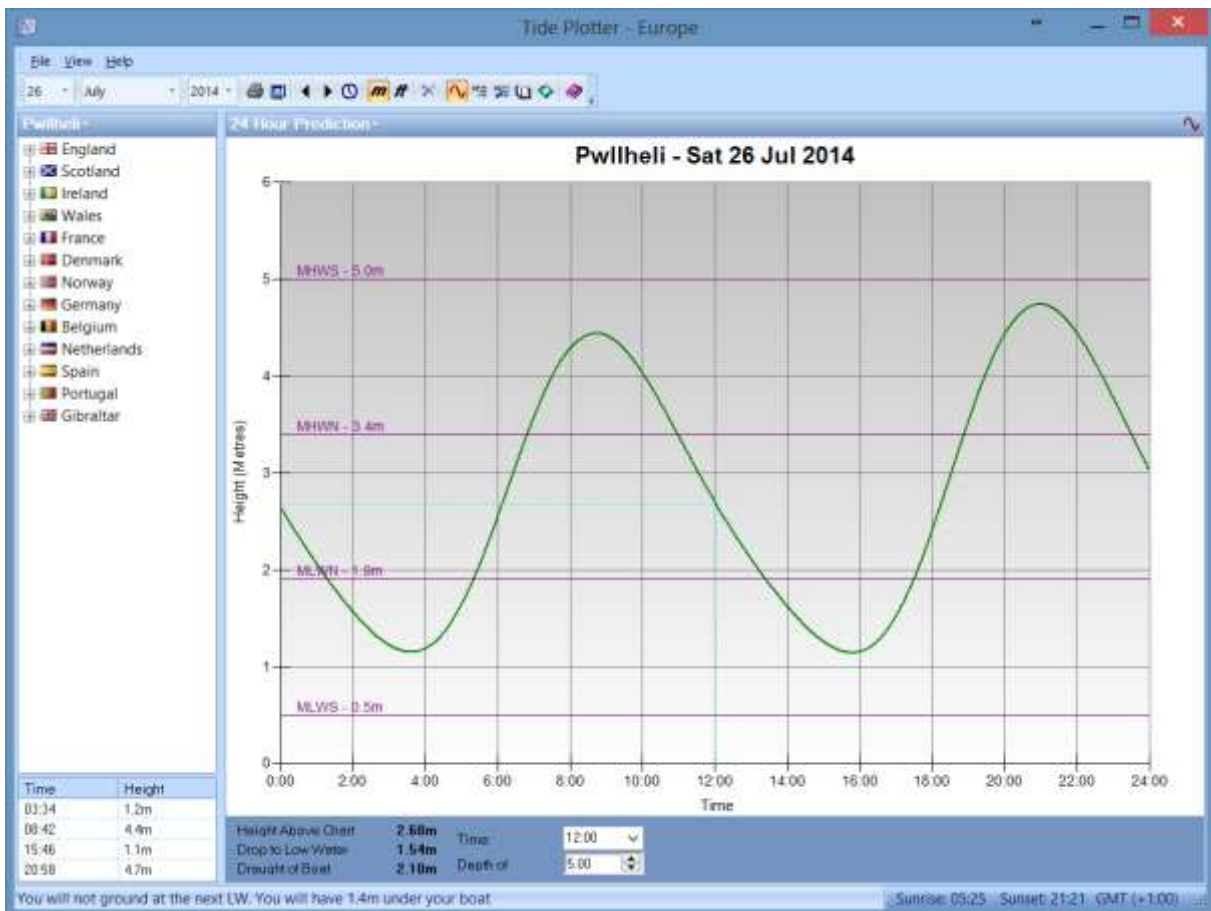 Tide Plotter - Europe
File View Help
26 July 2014
Pwllheli
24 Hour Prediction
England
Scotland
Ireland
Wales
France
Denmark
Norway
Germany
Belgium
Netherlands
Spain
Portugal
Gibraltar
Pwllheli - Sat 26 Jul 2014
Height (Metres)
6
5
4
3
2
1
0
MHWS - 5.0m
MHWN - 3.4m
MLWN - 1.9m
MLWS - 0.5m
0:00 2:00 4:00 6:00 8:00 10:00 12:00 14:00 16:00 18:00 20:00 22:00 24:00
Time
Time Height
03:34 1.2m
08:42 4.4m
15:46 1.1m
20:58 4.7m
Height Above Chart 2.68m
Drop to Low Water 1.54m
Draught of Boat 2.10m
Time 12:00
Depth of 5.00
You will not ground at the next LW. You will have 1.4m under your boat
Sunrise: 05:25 Sunset: 21:21 GMT (+1:00)